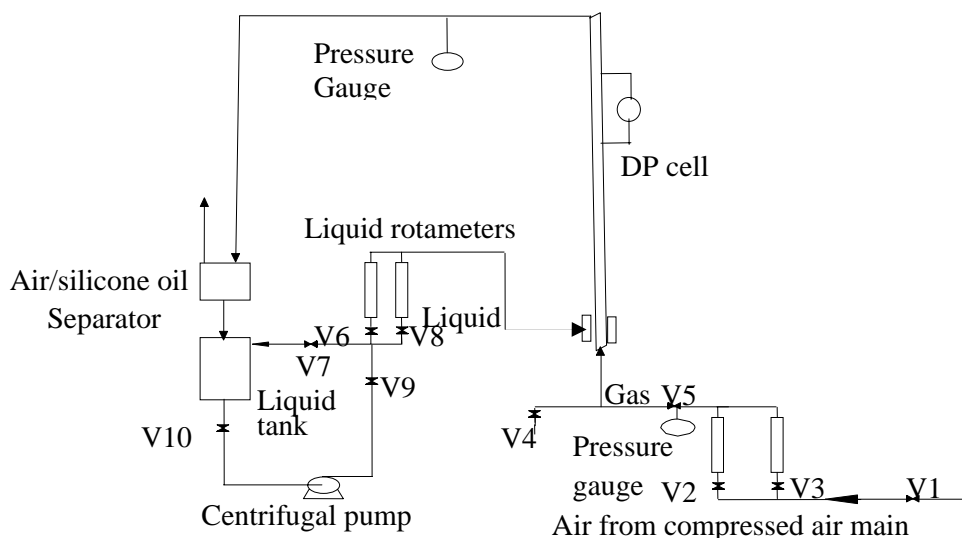 Pressure
Gauge
DP cell
Liquid rotameters
Air/silicone oil
Separator
Liquid
V6
V8
V7
V9
Liquid
tank
V10
Gas
V5
V4
Pressure
gauge
V2
V3
V1
Centrifugal pump
Air from compressed air main